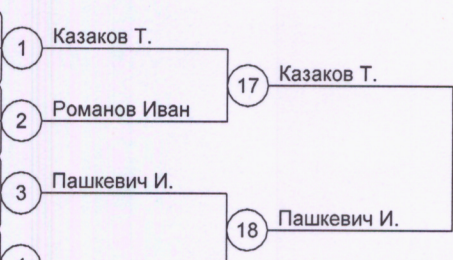 1 Казаков Т.
17 Казаков Т.
2 Романов Иван
3 Пашкевич И.
18 Пашкевич И.